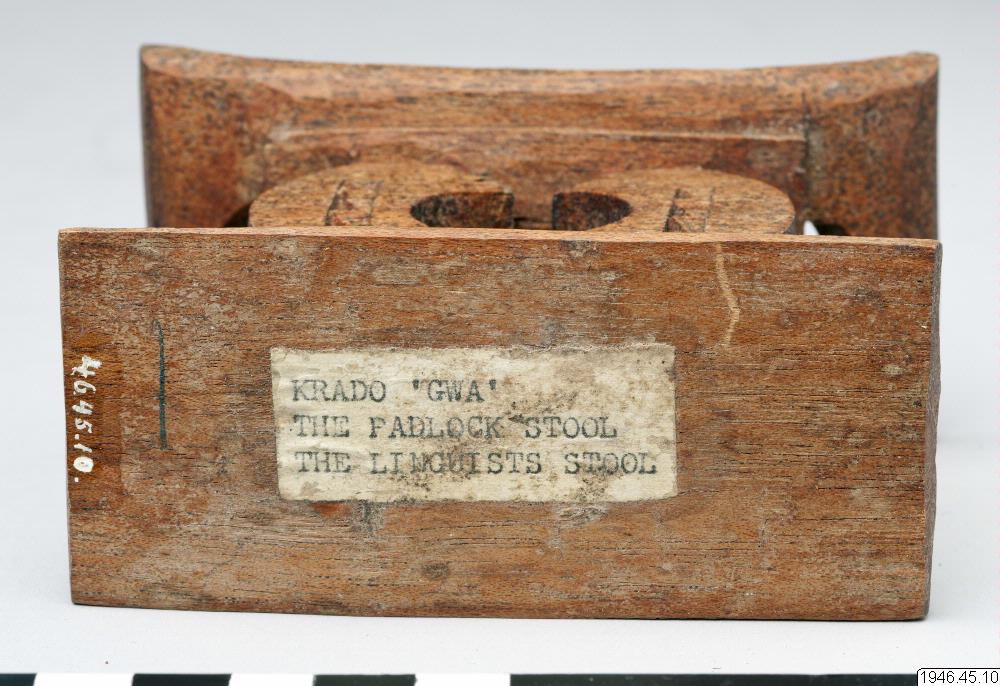 KRADO "GWA'
THE PADLOCK STOOL
THE LINGUISTS STOOL
4645.10.
1946.45.10